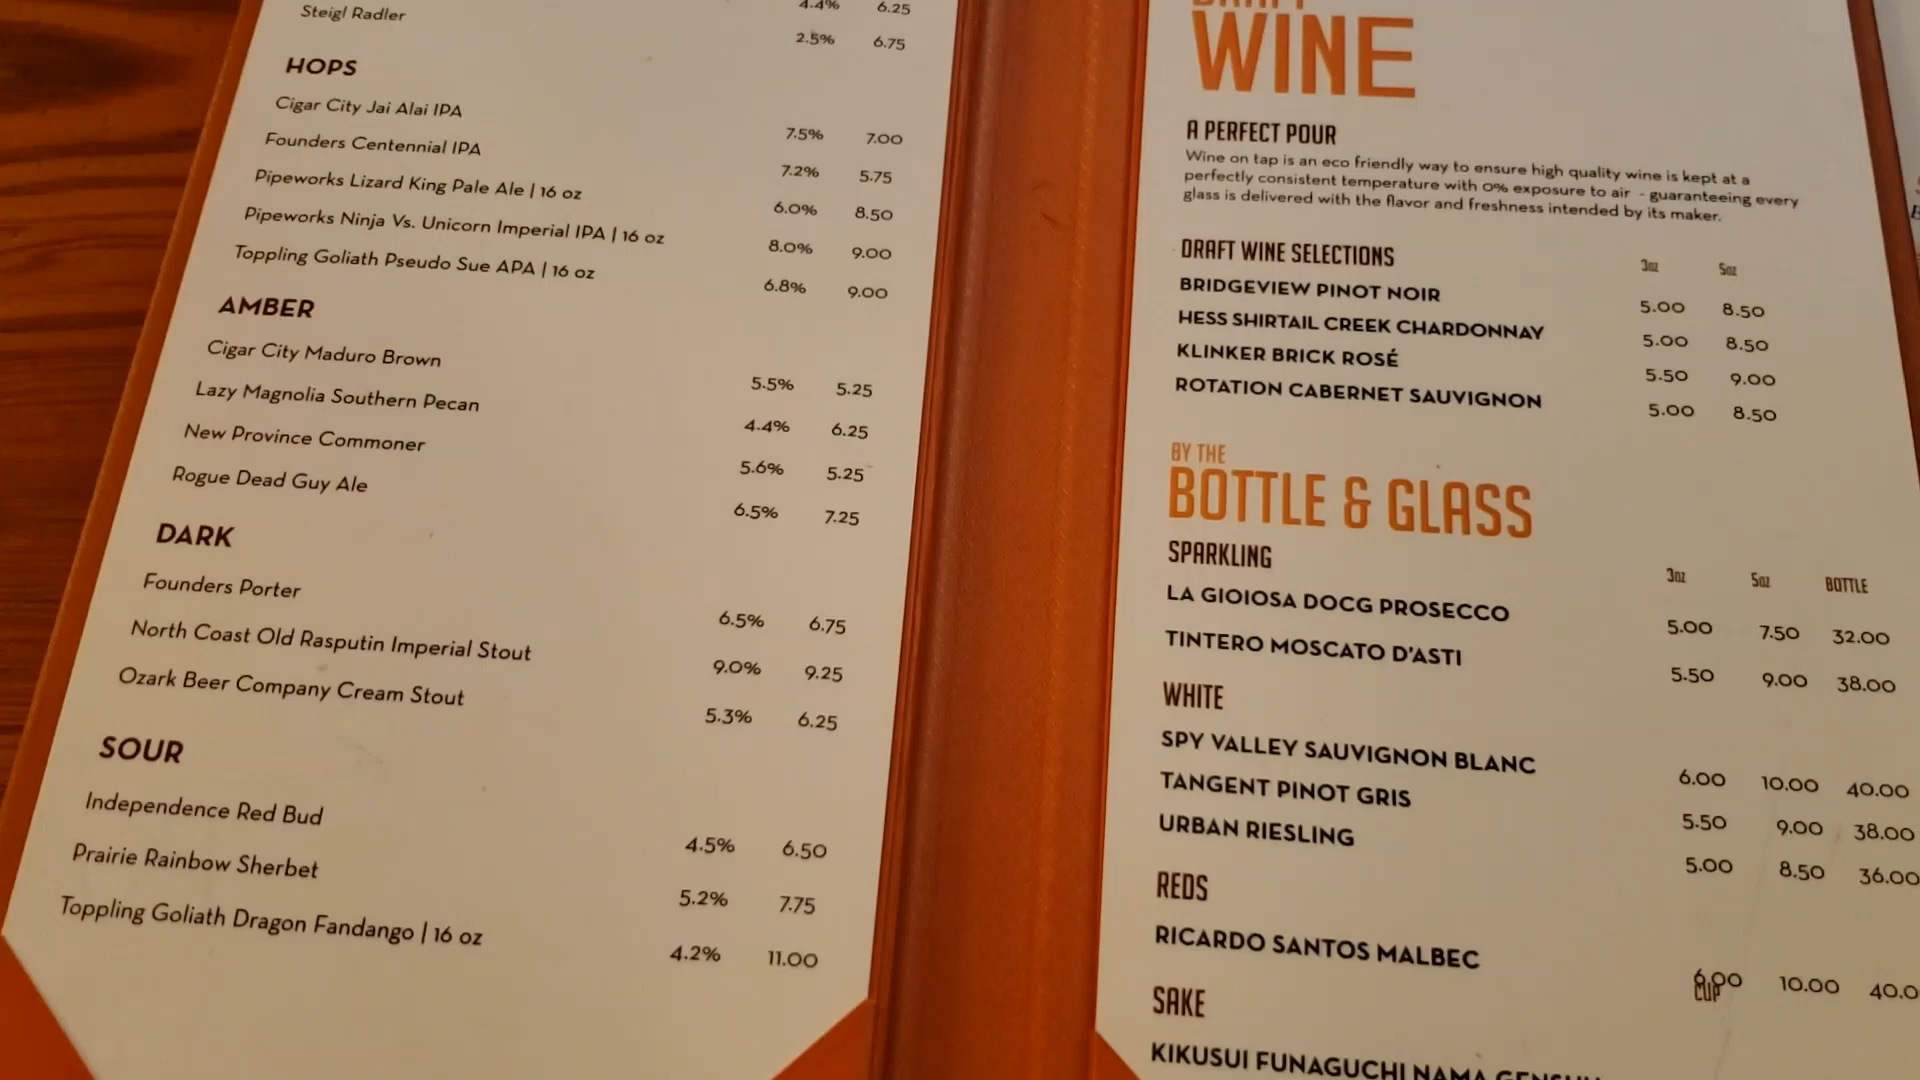 4.4% 6.25
Steigl Radler 2.5% 6.75
HOPS
Cigar City Jai Alai IPA 7.5% 7.00
Founders Centennial IPA 7.2% 5.75
Pipeworks Lizard King Pale Ale | 16 oz 6.0% 8.50
Pipeworks Ninja Vs. Unicorn Imperial IPA | 16 oz 8.0% 9.00
Toppling Goliath Pseudo Sue APA | 16 oz 6.8% 9.00
AMBER
Cigar City Maduro Brown 5.5% 5.25
Lazy Magnolia Southern Pecan 4.4% 6.25
New Province Commoner 5.6% 5.25
Rogue Dead Guy Ale 6.5% 7.25
DARK
Founders Porter 6.5% 6.75
North Coast Old Rasputin Imperial Stout 9.0% 9.25
Ozark Beer Company Cream Stout 5.3% 6.25
SOUR
Independence Red Bud 4.5% 6.50
Prairie Rainbow Sherbet 5.2% 7.75
Toppling Goliath Dragon Fandango | 16 oz 4.2% 11.00
DRAFT
WINE
A PERFECT POUR
Wine on tap is an eco friendly way to ensure high quality wine is kept at a
perfectly consistent temperature with 0% exposure to air - guaranteeing every
glass is delivered with the flavor and freshness intended by its maker.
DRAFT WINE SELECTIONS 3oz 5oz
BRIDGEVIEW PINOT NOIR 5.00 8.50
HESS SHIRTAIL CREEK CHARDONNAY 5.00 8.50
KLINKER BRICK ROSÉ 5.50 9.00
ROTATION CABERNET SAUVIGNON 5.00 8.50
BY THE
BOTTLE & GLASS
SPARKLING 3oz 5oz BOTTLE
LA GIOIOSA DOCG PROSECCO 5.00 7.50 32.00
TINTERO MOSCATO D'ASTI 5.50 9.00 38.00
WHITE
SPY VALLEY SAUVIGNON BLANC 6.00 10.00 40.00
TANGENT PINOT GRIS 5.50 9.00 38.00
URBAN RIESLING 5.00 8.50 36.00
REDS
RICARDO SANTOS MALBEC 6.00 10.00 40.0
SAKE CUP
KIKUSUI FUNAGUCHI NAMA